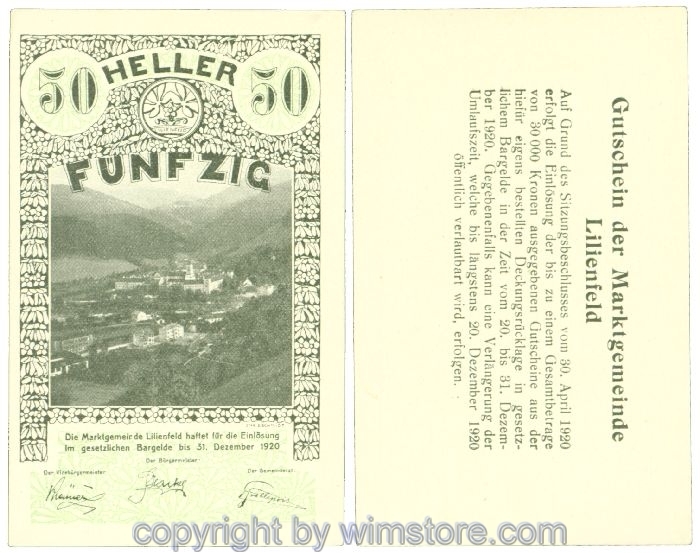 50 HELLER 50
FÜNFZIG
Die Marktgemeinde Lilienfeld haftet für die Einlösung
im gesetzlichen Bargelde bis 31. Dezember 1920
Der Vizebürgermeister Der Bürgermeister: Der Gemeinderat:
Gutschein der Marktgemeinde
Lilienfeld
Auf Grund des Sitzungsbeschlusses vom 30. April 1920
erfolgt die Einlösung der bis zu einem Gesamtbetrage
von 30 000 Kronen ausgegebenen Gutscheine aus der
hiefür eigens bestellten Deckungsrücklage in gesetz-
lichem Bargelde in der Zeit vom 20. bis 31. Dezem-
ber 1920. Gegebenenfalls kann eine Verlängerung der
Umlaufszeit, welche bis längstens 20. Dezember 1920
öffentlich verlautbart wird, erfolgen.
copyright by wimstore.com